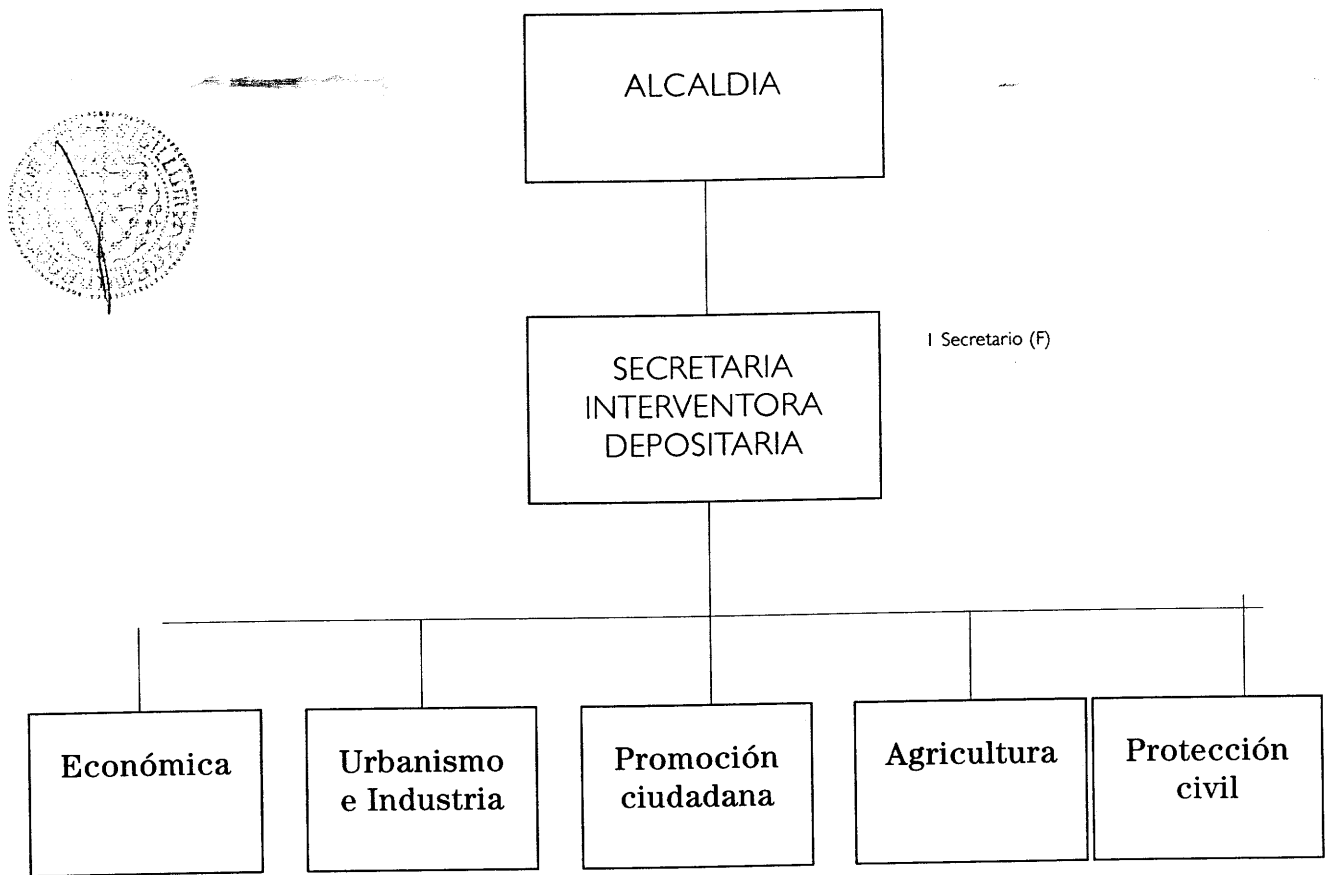 ALCALDIA
SECRETARIA
INTERVENTORA
DEPOSITARIA
1 Secretario (F)
Económica
Urbanismo
e Industria
Promoción
ciudadana
Agricultura
Protección
civil